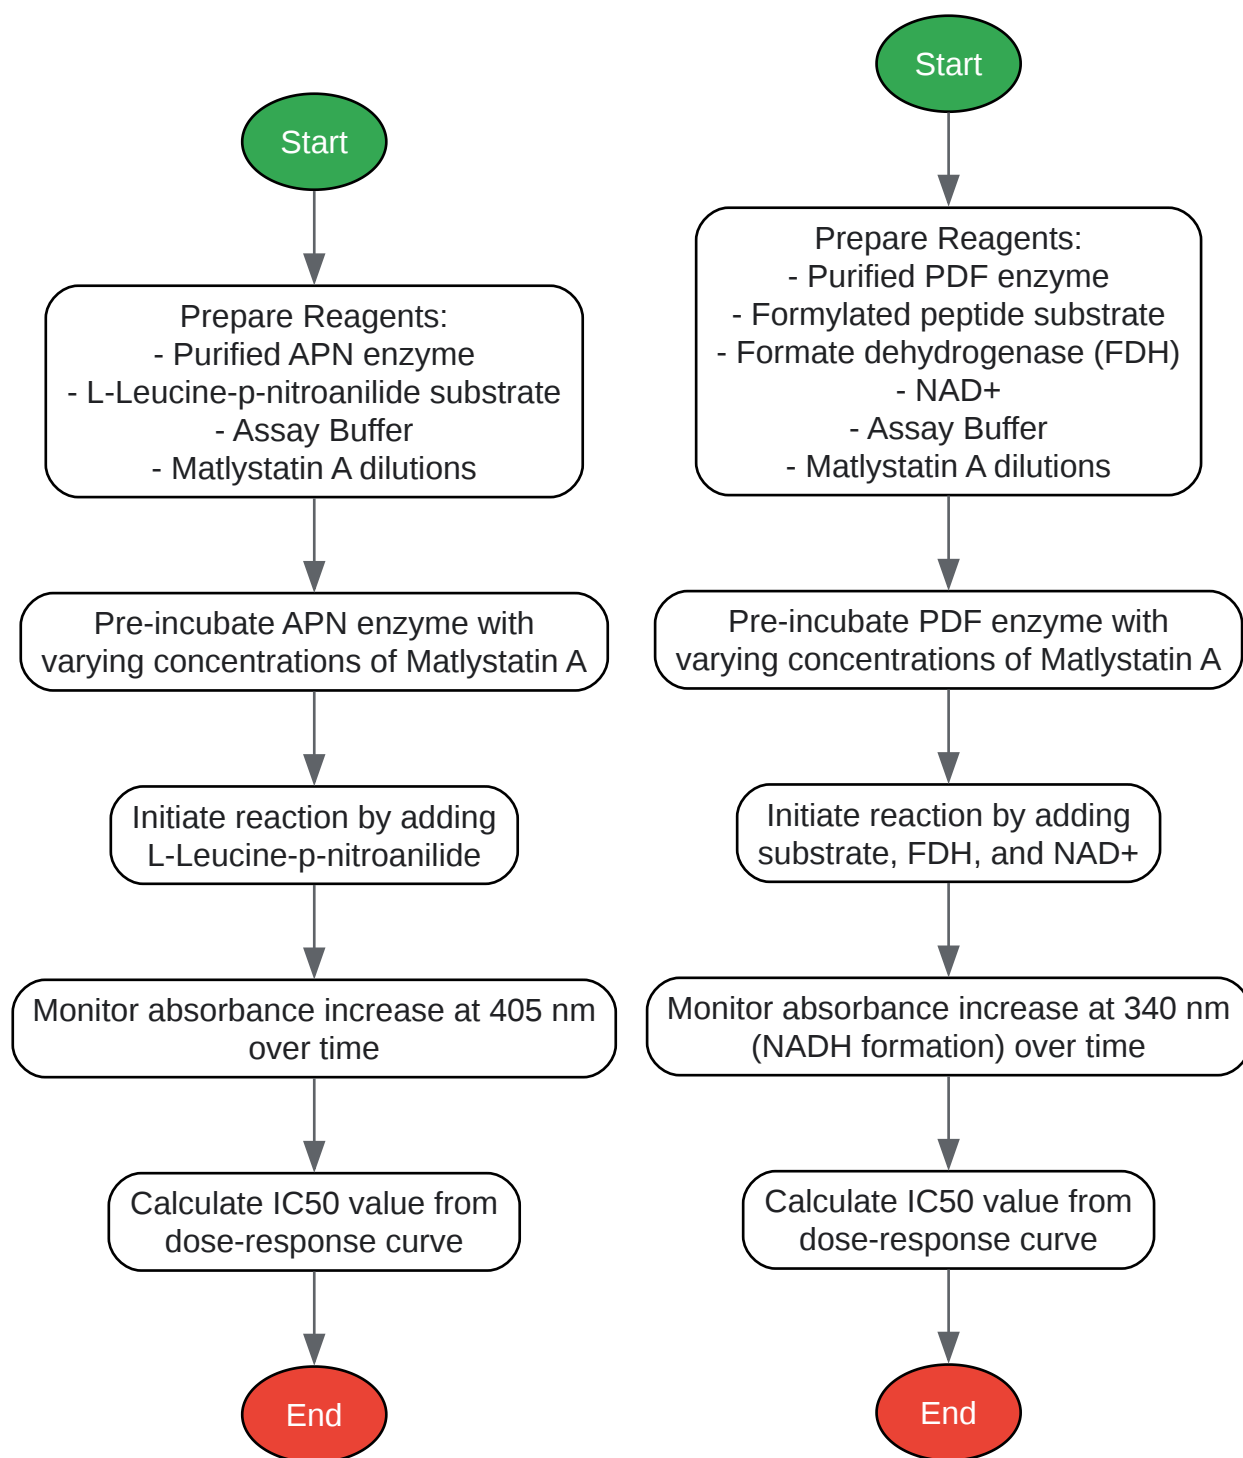 Start
Prepare Reagents:
- Purified APN enzyme
- L-Leucine-p-nitroanilide substrate
- Assay Buffer
- Matlystatin A dilutions
Pre-incubate APN enzyme with
varying concentrations of Matlystatin A
Initiate reaction by adding
L-Leucine-p-nitroanilide
Monitor absorbance increase at 405 nm
over time
Calculate IC50 value from
dose-response curve
End
Start
Prepare Reagents:
- Purified PDF enzyme
- Formylated peptide substrate
- Formate dehydrogenase (FDH)
- NAD+
- Assay Buffer
- Matlystatin A dilutions
Pre-incubate PDF enzyme with
varying concentrations of Matlystatin A
Initiate reaction by adding
substrate, FDH, and NAD+
Monitor absorbance increase at 340 nm
(NADH formation) over time
Calculate IC50 value from
dose-response curve
End